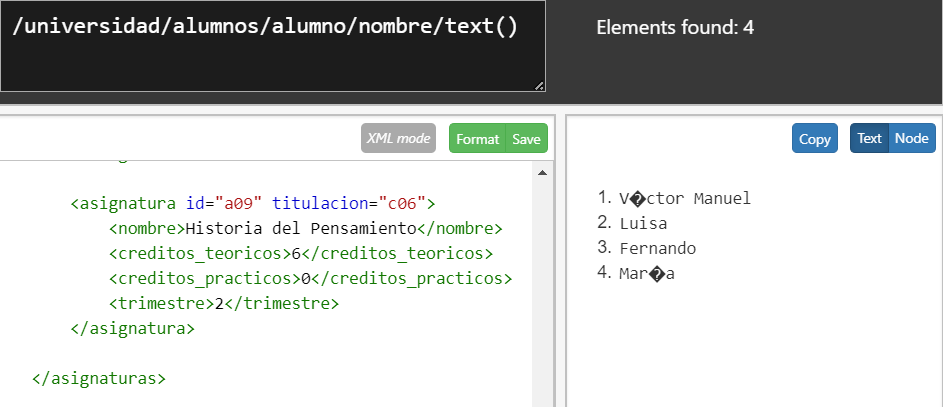 /universidad/alumnos/alumno/nombre/text()
Elements found: 4
XML mode
Format
Save
Copy
Text
Node
<asignatura id="a09" titulacion="c06">
<nombre>Historia del Pensamiento</nombre>
<creditos_teoricos>6</creditos_teoricos>
<creditos_practicos>0</creditos_practicos>
<trimestre>2</trimestre>
</asignatura>
</asignaturas>
1. V�ctor Manuel
2. Luisa
3. Fernando
4. Mar�a